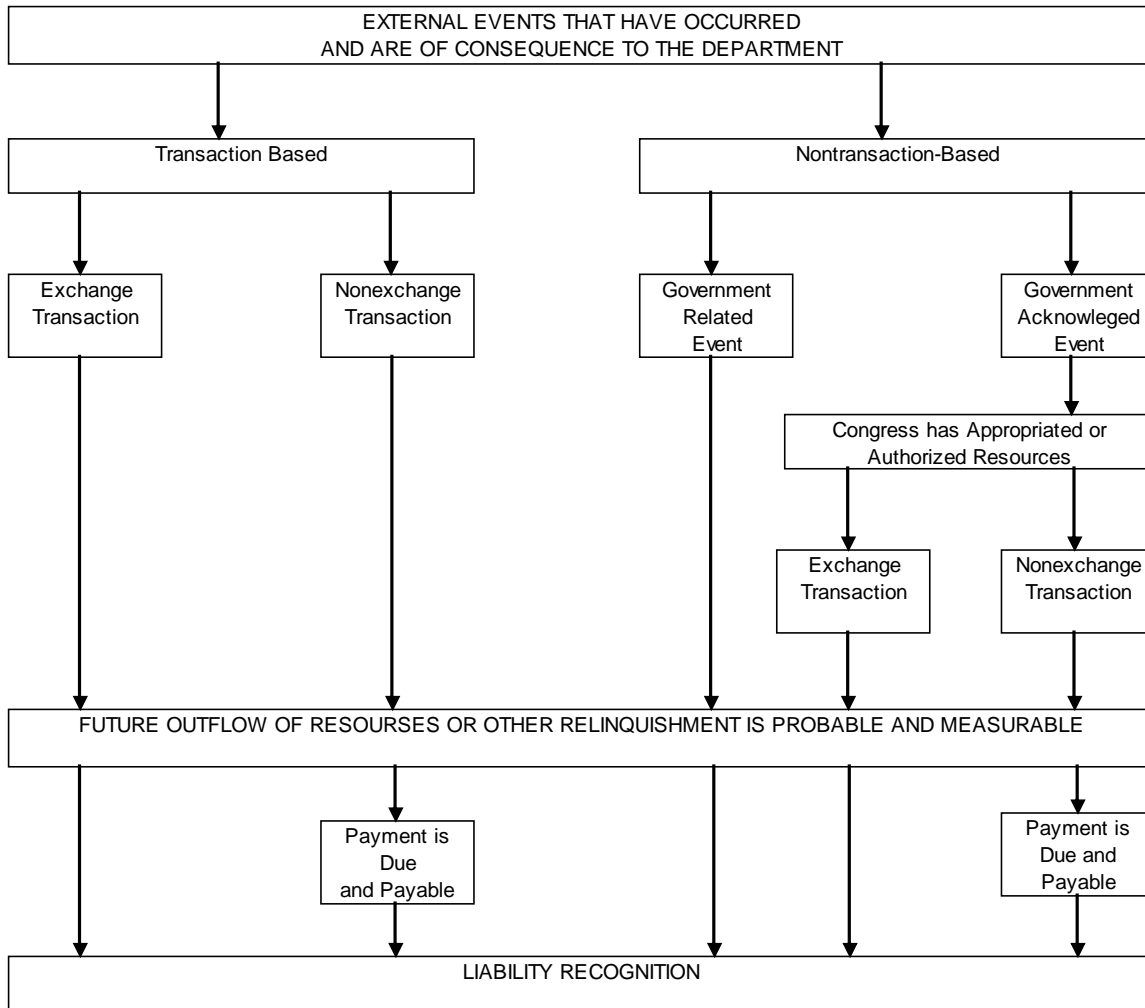 EXTERNAL EVENTS THAT HAVE OCCURRED
AND ARE OF CONSEQUENCE TO THE DEPARTMENT
Transaction Based
Nontransaction-Based
Exchange
Transaction
Nonexchange
Transaction
Government
Related
Event
Government
Acknowleged
Event
Congress has Appropriated or
Authorized Resources
Exchange
Transaction
Nonexchange
Transaction
FUTURE OUTFLOW OF RESOURSES OR OTHER RELINQUISHMENT IS PROBABLE AND MEASURABLE
Payment is
Due
and Payable
Payment is
Due and
Payable
LIABILITY RECOGNITION